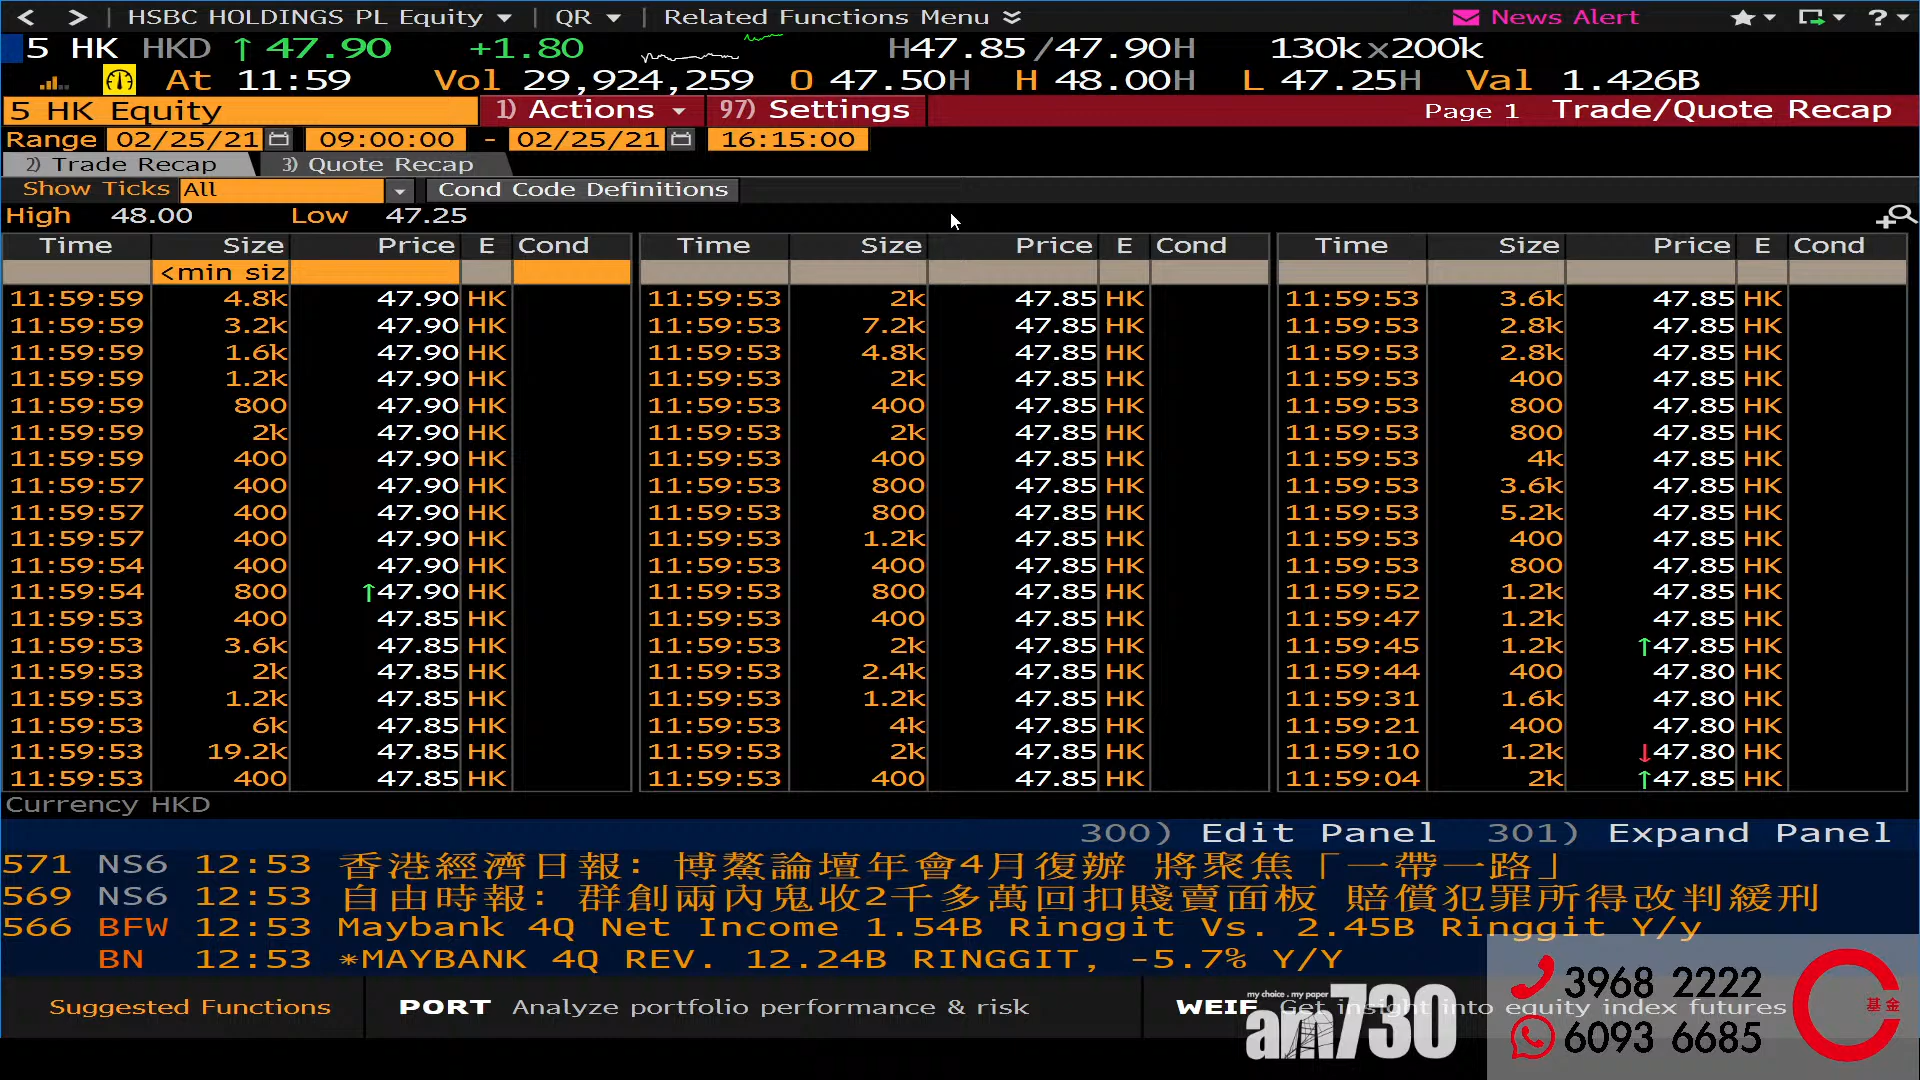 HSBC HOLDINGS PL Equity QR Related Functions Menu News Alert ?
5 HK HKD ↑ 47.90 +1.80 H47.85 /47.90H 130k x200k
At 11:59 Vol 29,924,259 O 47.50H H 48.00H L 47.25H Val 1.426B
5 HK Equity 1) Actions 97) Settings Page 1 Trade/Quote Recap
Range 02/25/21 09:00:00 - 02/25/21 16:15:00
2) Trade Recap 3) Quote Recap
Show Ticks All Cond Code Definitions
High 48.00 Low 47.25
Time Size Price E Cond Time Size Price E Cond Time Size Price E Cond
<min siz
11:59:59 4.8k 47.90 HK 11:59:53 2k 47.85 HK 11:59:53 3.6k 47.85 HK
11:59:59 3.2k 47.90 HK 11:59:53 7.2k 47.85 HK 11:59:53 2.8k 47.85 HK
11:59:59 1.6k 47.90 HK 11:59:53 4.8k 47.85 HK 11:59:53 2.8k 47.85 HK
11:59:59 1.2k 47.90 HK 11:59:53 2k 47.85 HK 11:59:53 400 47.85 HK
11:59:59 800 47.90 HK 11:59:53 400 47.85 HK 11:59:53 800 47.85 HK
11:59:59 2k 47.90 HK 11:59:53 2k 47.85 HK 11:59:53 800 47.85 HK
11:59:59 400 47.90 HK 11:59:53 400 47.85 HK 11:59:53 4k 47.85 HK
11:59:57 400 47.90 HK 11:59:53 800 47.85 HK 11:59:53 3.6k 47.85 HK
11:59:57 400 47.90 HK 11:59:53 800 47.85 HK 11:59:53 5.2k 47.85 HK
11:59:57 400 47.90 HK 11:59:53 1.2k 47.85 HK 11:59:53 400 47.85 HK
11:59:54 400 47.90 HK 11:59:53 400 47.85 HK 11:59:53 800 47.85 HK
11:59:54 800 ↑47.90 HK 11:59:53 800 47.85 HK 11:59:52 1.2k 47.85 HK
11:59:53 400 47.85 HK 11:59:53 400 47.85 HK 11:59:47 1.2k 47.85 HK
11:59:53 3.6k 47.85 HK 11:59:53 2k 47.85 HK 11:59:45 1.2k ↑47.85 HK
11:59:53 2k 47.85 HK 11:59:53 2.4k 47.85 HK 11:59:44 400 47.80 HK
11:59:53 1.2k 47.85 HK 11:59:53 1.2k 47.85 HK 11:59:31 1.6k 47.80 HK
11:59:53 6k 47.85 HK 11:59:53 4k 47.85 HK 11:59:21 400 47.80 HK
11:59:53 19.2k 47.85 HK 11:59:53 2k 47.85 HK 11:59:10 1.2k ↓47.80 HK
11:59:53 400 47.85 HK 11:59:53 400 47.85 HK 11:59:04 2k ↑47.85 HK
Currency HKD
300) Edit Panel 301) Expand Panel
571 NS6 12:53 香港經濟日報: 博鰲論壇年會4月復辦 將聚焦「一帶一路」
569 NS6 12:53 自由時報: 群創兩內鬼收2千多萬回扣賤賣面板 賠償犯罪所得改判緩刑
566 BFW 12:53 Maybank 4Q Net Income 1.54B Ringgit Vs. 2.45B Ringgit Y/y
BN 12:53 *MAYBANK 4Q REV. 12.24B RINGGIT, -5.7% Y/Y
Suggested Functions PORT Analyze portfolio performance & risk WEIF Get insight into equity index futures
my choice . my paper
am730
3968 2222
6093 6685
基金